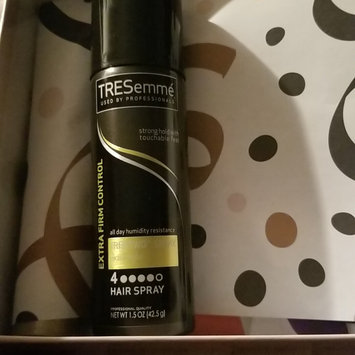 TRESemmé
USED BY PROFESSIONALS
strong hold with
touchable feel
EXTRA FIRM CONTROL
all day humidity resistance
4
HAIR SPRAY
PROFESSIONAL QUALITY
NET WT 1.5 OZ (42.5 g)